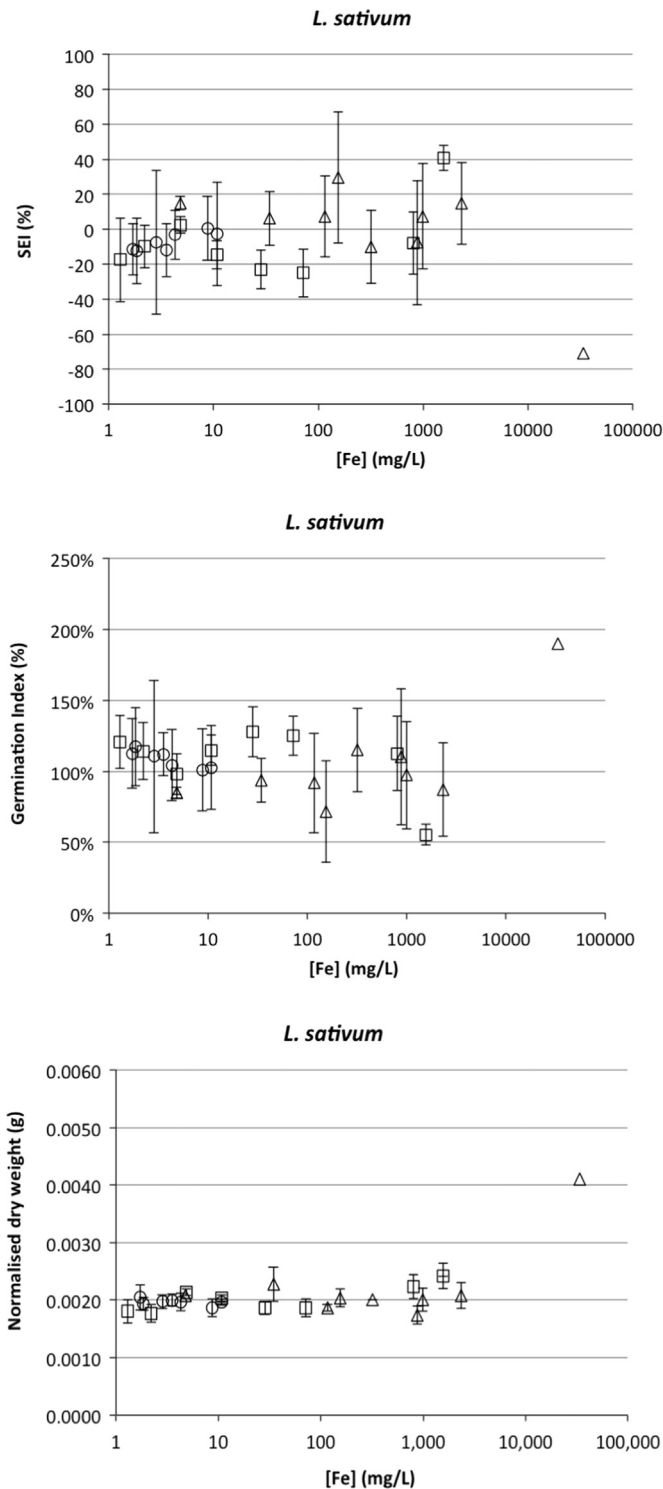 L. sativum
100
80
60
40
20
0
-20
-40
-60
-80
-100
SEI (%)
1 10 100 1000 10000 100000
[Fe] (mg/L)
L. sativum
250%
200%
150%
100%
50%
0%
Germination Index (%)
1 10 100 1000 10000 100000
[Fe] (mg/L)
L. sativum
0.0060
0.0050
0.0040
0.0030
0.0020
0.0010
0.0000
Normalised dry weight (g)
1 10 100 1,000 10,000 100,000
[Fe] (mg/L)